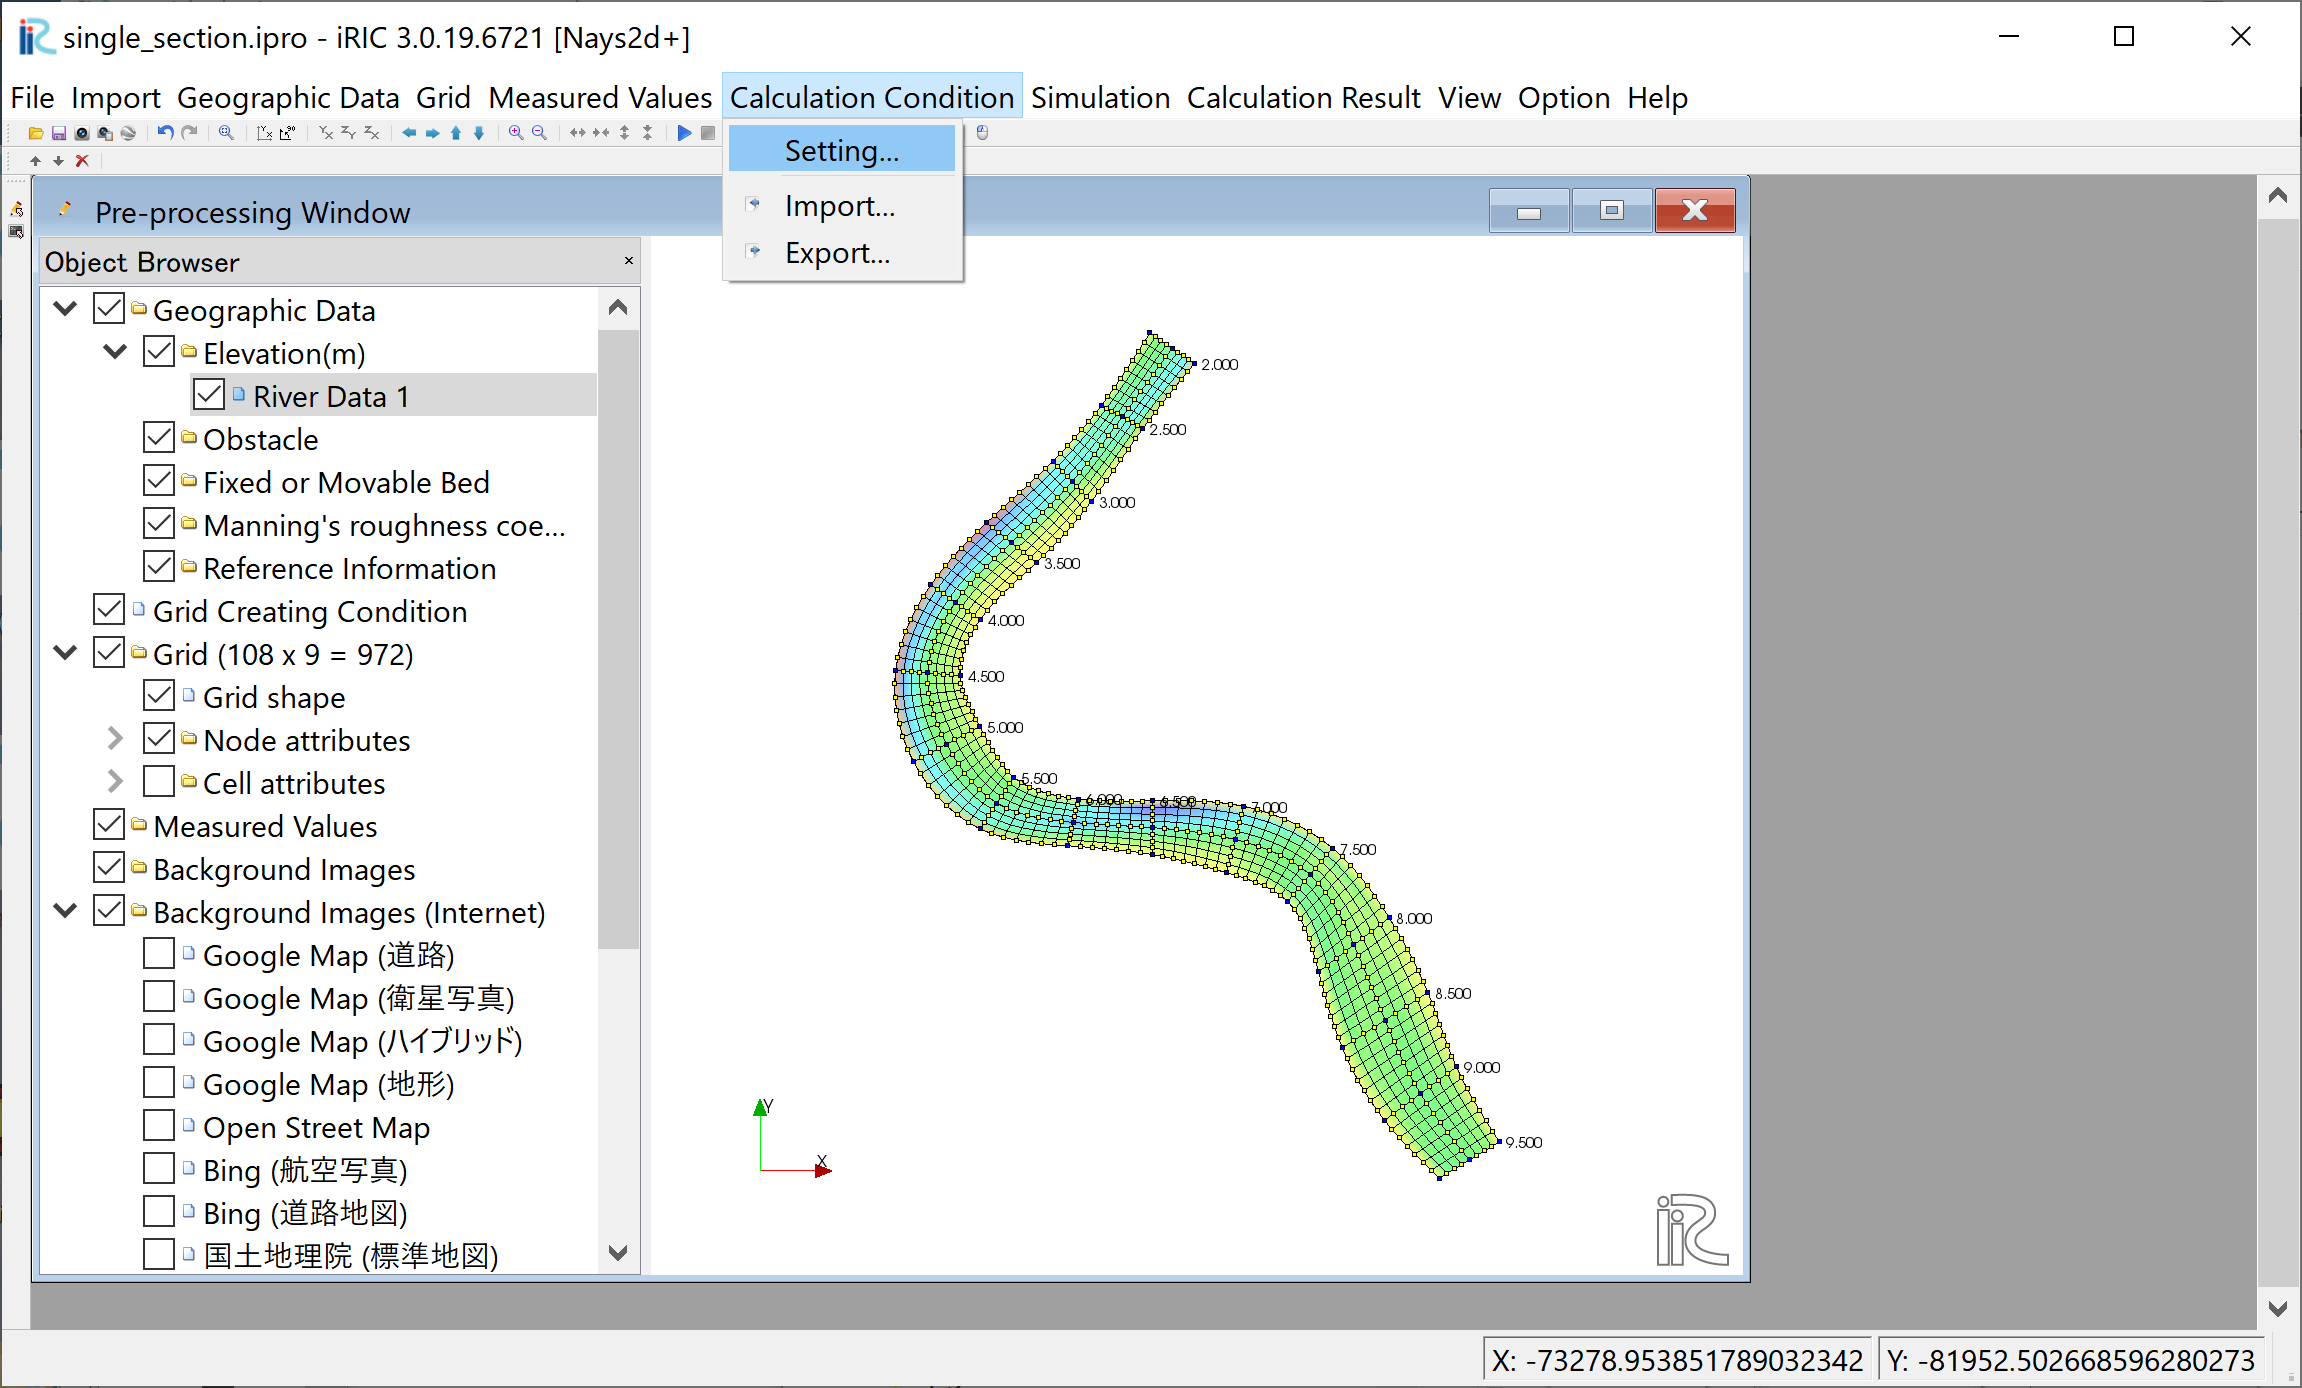 single_section.ipro - iRIC 3.0.19.6721 [Nays2d+]
File Import Geographic Data Grid Measured Values Calculation Condition Simulation Calculation Result View Option Help
Setting...
Import...
Export...
Pre-processing Window
Object Browser
Geographic Data
Elevation(m)
River Data 1
Obstacle
Fixed or Movable Bed
Manning's roughness coe...
Reference Information
Grid Creating Condition
Grid (108 x 9 = 972)
Grid shape
Node attributes
Cell attributes
Measured Values
Background Images
Background Images (Internet)
Google Map (道路)
Google Map (衛星写真)
Google Map (ハイブリッド)
Google Map (地形)
Open Street Map
Bing (航空写真)
Bing (道路地図)
国土地理院 (標準地図)
2.000
2.500
3.000
3.500
4.000
4.500
5.000
5.500
6.000
6.500
7.000
7.500
8.000
8.500
9.000
9.500
Y
X
iRIC
X: -73278.953851789032342
Y: -81952.502668596280273